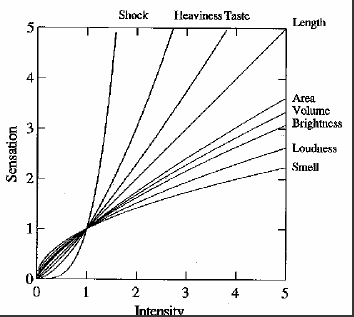 Shock Heaviness Taste
Length
5
4
Area
Volume
3
Brightness
Sensation
Loudness
2
Smell
1
0
0 1 2 3 4 5
Intensity